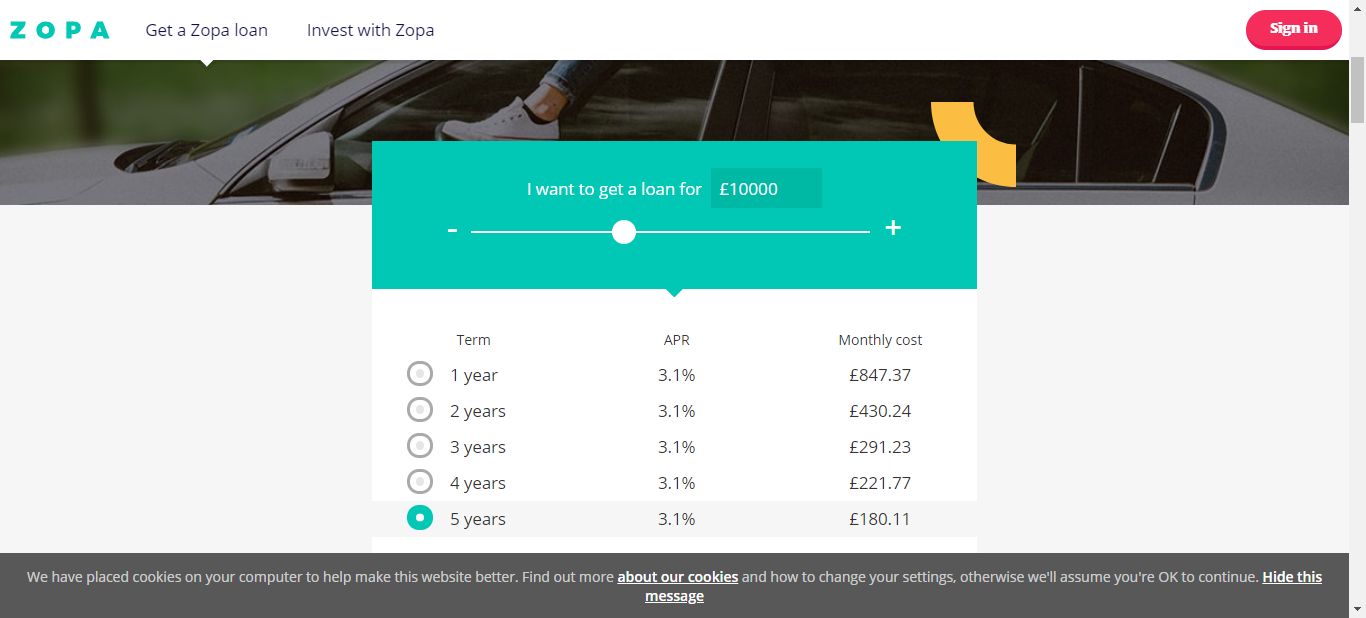 ZOPA Get a Zopa loan Invest with Zopa Sign in
I want to get a loan for £10000
- +
Term APR Monthly cost
1 year 3.1% £847.37
2 years 3.1% £430.24
3 years 3.1% £291.23
4 years 3.1% £221.77
5 years 3.1% £180.11
We have placed cookies on your computer to help make this website better. Find out more about our cookies and how to change your settings, otherwise we'll assume you're OK to continue. Hide this
message